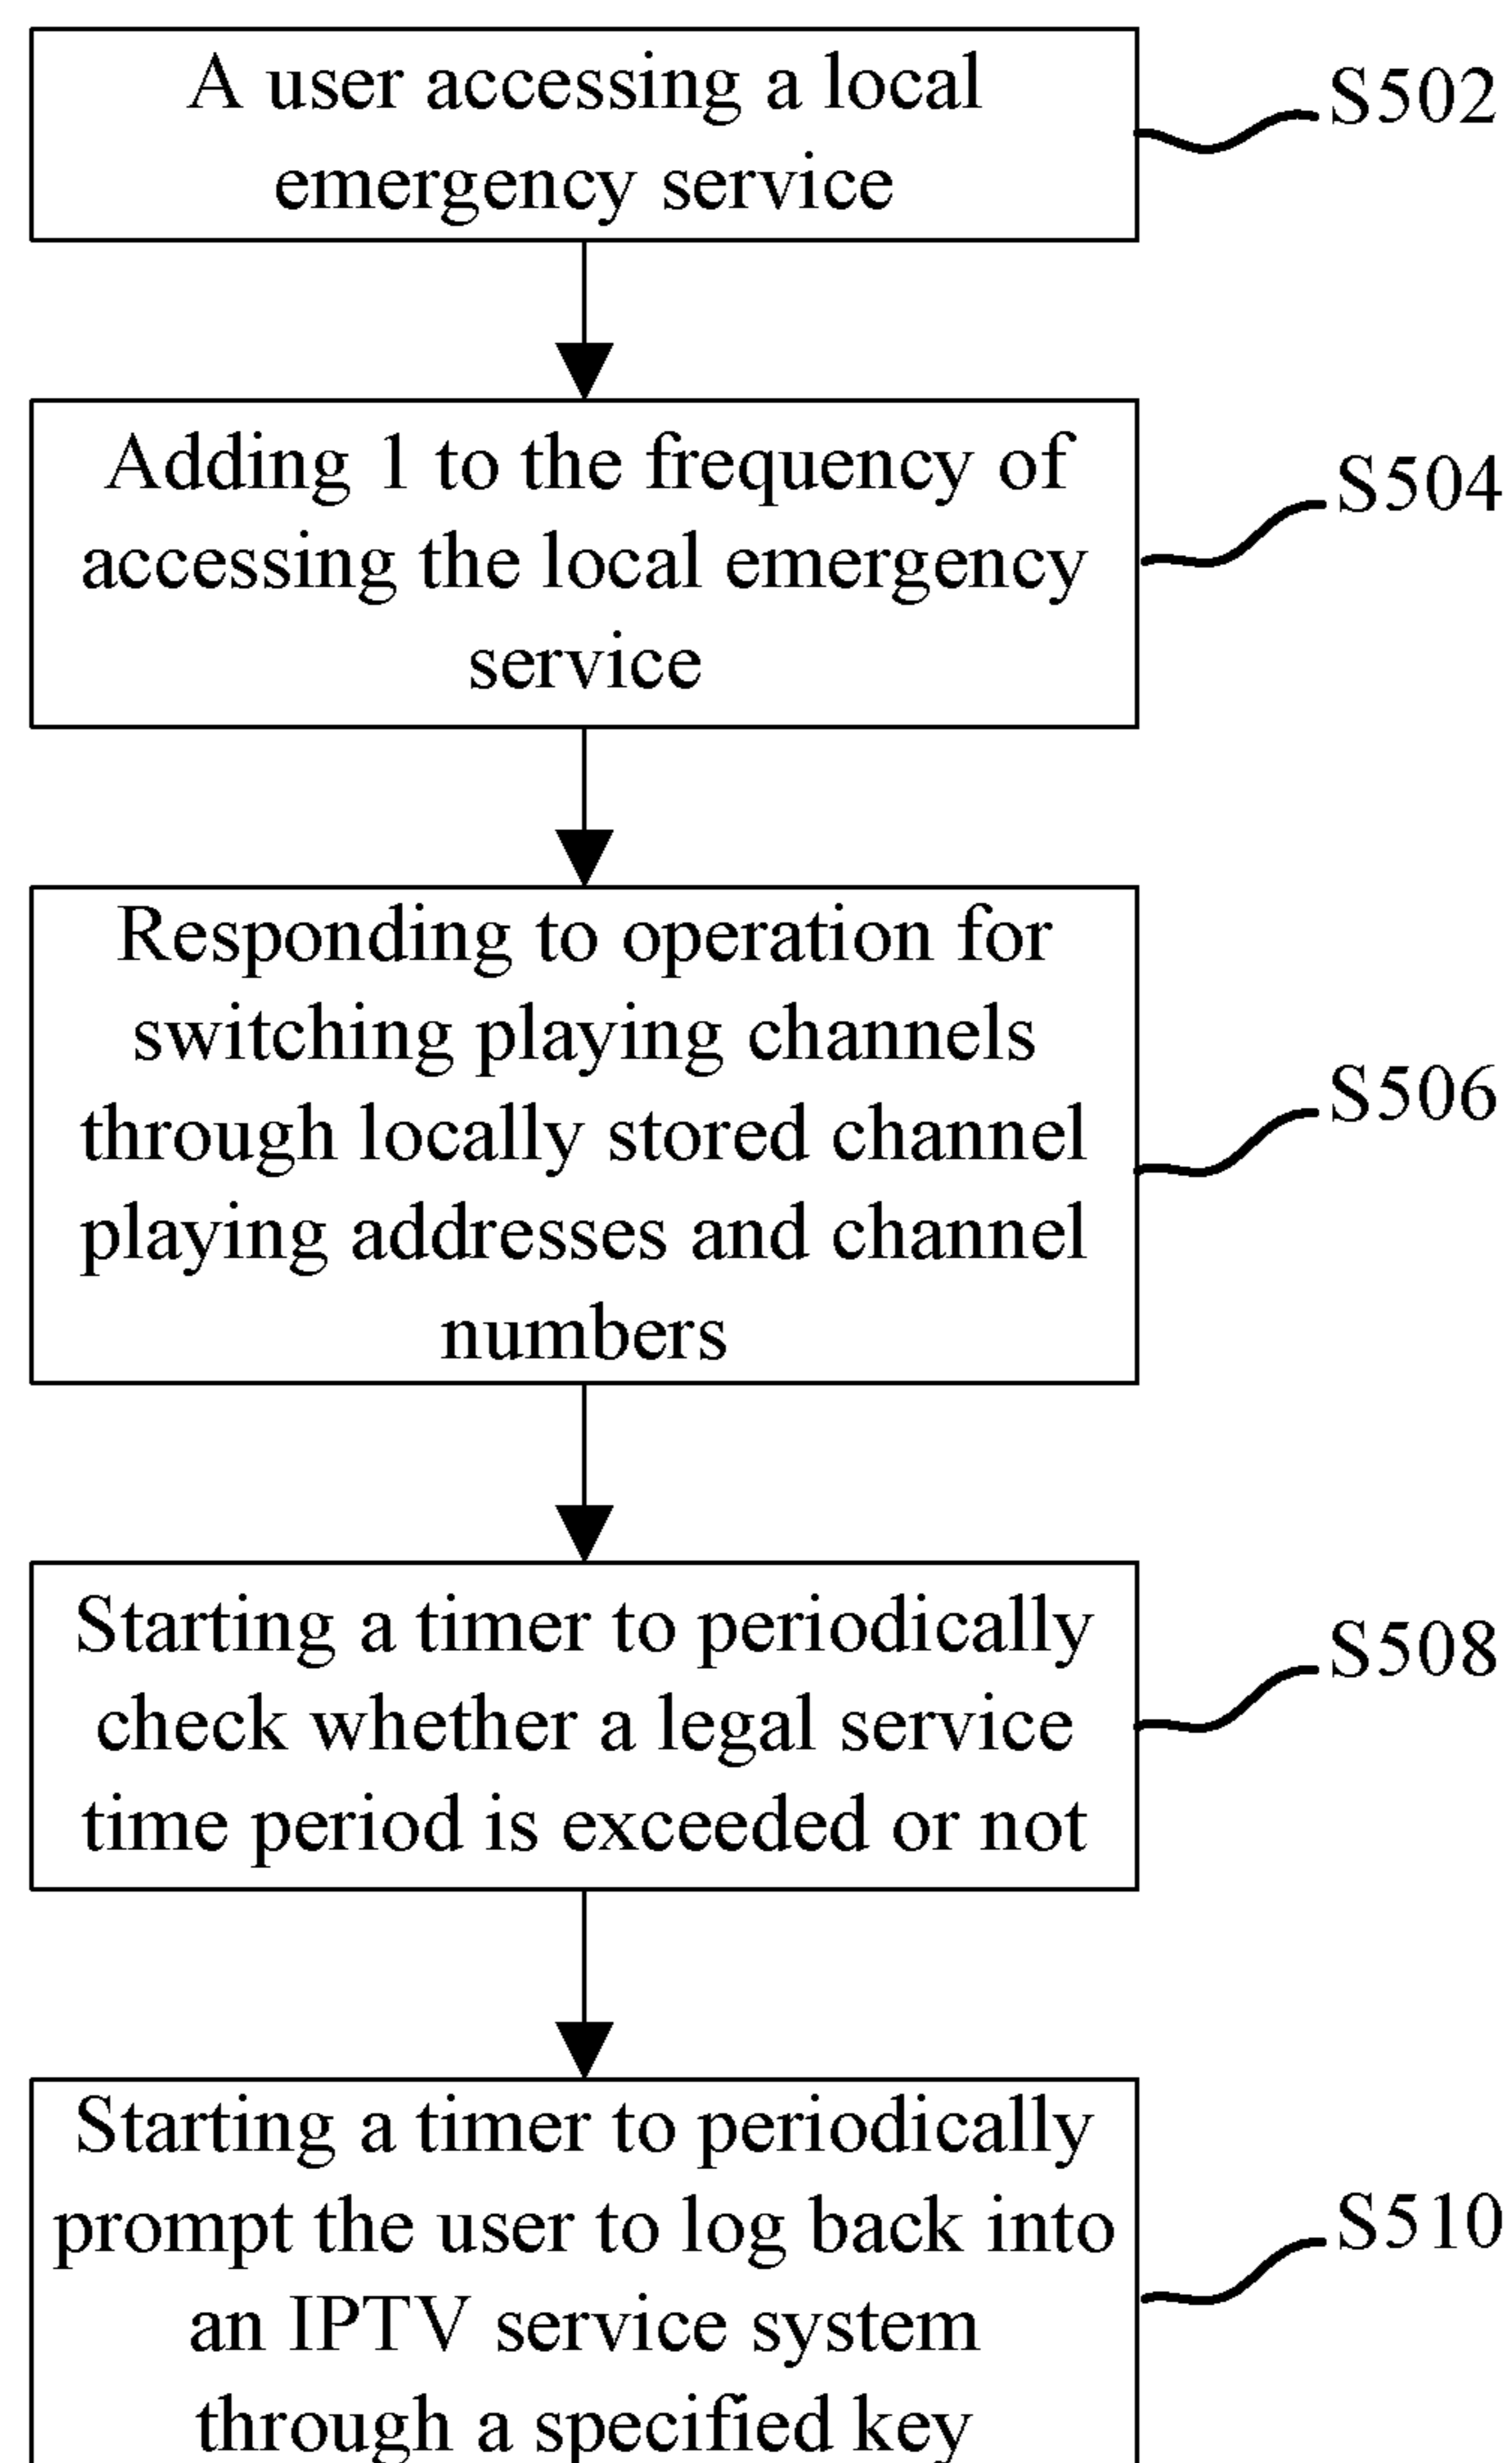 A user accessing a local
emergency service
S502
Adding 1 to the frequency of
accessing the local emergency
service
S504
Responding to operation for
switching playing channels
through locally stored channel
playing addresses and channel
numbers
S506
Starting a timer to periodically
check whether a legal service
time period is exceeded or not
S508
Starting a timer to periodically
prompt the user to log back into
an IPTV service system
through a specified key
S510